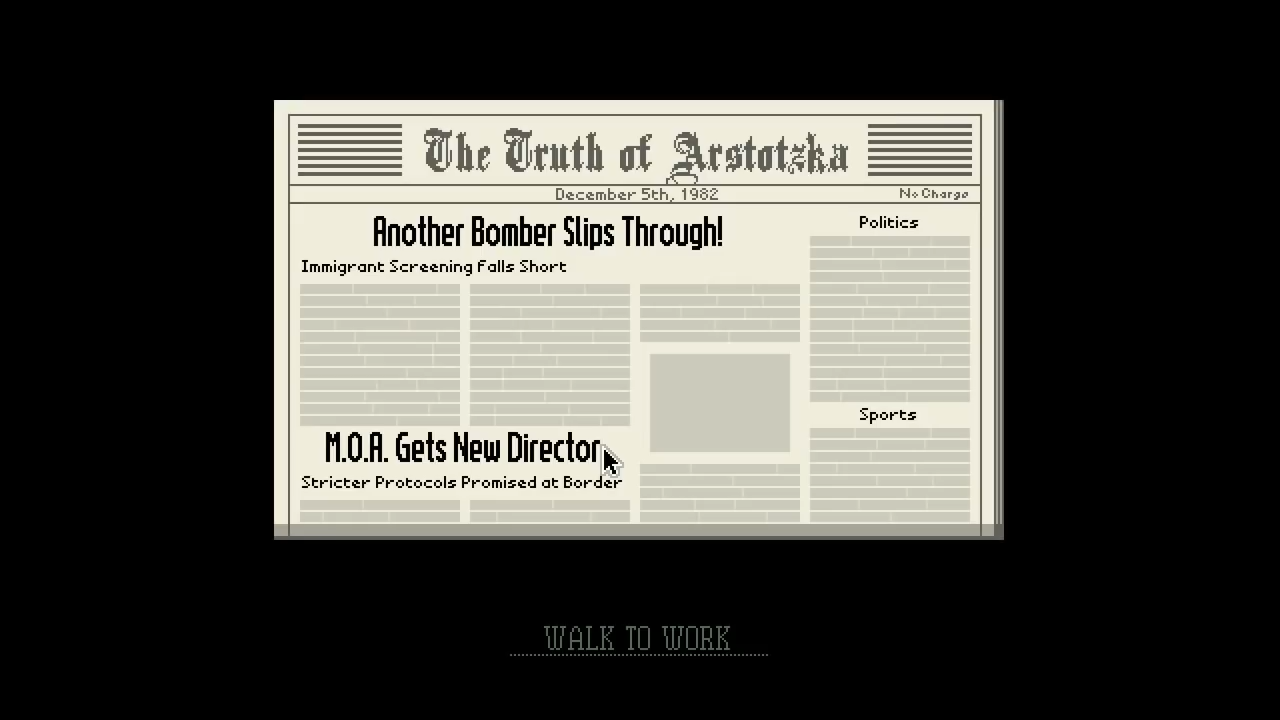 The Truth of Arstotzka
December 5th, 1982
No Charge
Another Bomber Slips Through!
Immigrant Screening Falls Short
Politics
Sports
M.O.A. Gets New Director
Stricter Protocols Promised at Border
WALK TO WORK